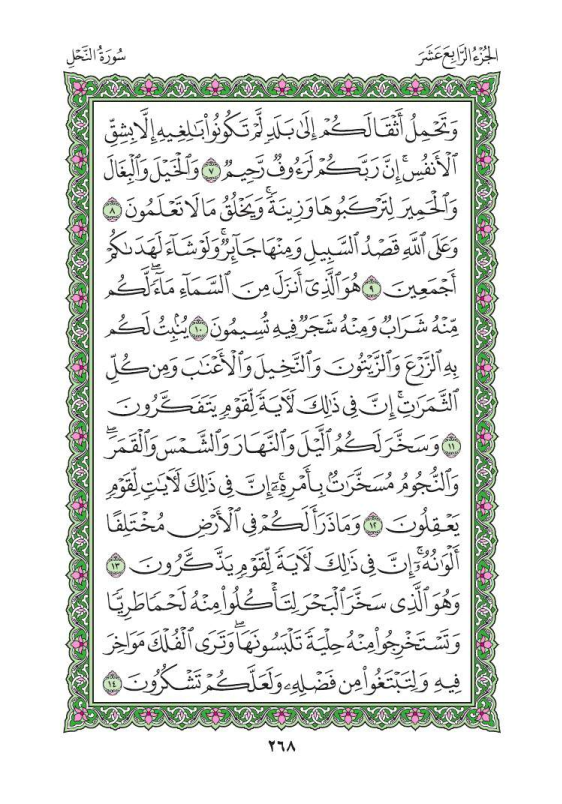 الجُزْءُ الرَّابِعَ عَشَرَ
سُورَةُ النَّحْلِ
وَتَحْمِلُ أَثْقَالَكُمْ إِلَىٰ بَلَدٍ لَّمْ تَكُونُوا۟ بَٰلِغِيهِ إِلَّا بِشِقِّ
ٱلْأَنفُسِ ۚ إِنَّ رَبَّكُمْ لَرَءُوفٌ رَّحِيمٌ ٧ وَٱلْخَيْلَ وَٱلْبِغَالَ
وَٱلْحَمِيرَ لِتَرْكَبُوهَا وَزِينَةً ۚ وَيَخْلُقُ مَا لَا تَعْلَمُونَ ٨
وَعَلَى ٱللَّهِ قَصْدُ ٱلسَّبِيلِ وَمِنْهَا جَآئِرٌ ۚ وَلَوْ شَآءَ لَهَدَىٰكُمْ
أَجْمَعِينَ ٩ هُوَ ٱلَّذِىٓ أَنزَلَ مِنَ ٱلسَّمَآءِ مَآءً ۖ لَّكُم
مِّنْهُ شَرَابٌ وَمِنْهُ شَجَرٌ فِيهِ تُسِيمُونَ ١٠ يُنۢبِتُ لَكُم
بِهِ ٱلزَّرْعَ وَٱلزَّيْتُونَ وَٱلنَّخِيلَ وَٱلْأَعْنَٰبَ وَمِن كُلِّ
ٱلثَّمَرَٰتِ ۗ إِنَّ فِى ذَٰلِكَ لَءَايَةً لِّقَوْمٍ يَتَفَكَّرُونَ
١١ وَسَخَّرَ لَكُمُ ٱلَّيْلَ وَٱلنَّهَارَ وَٱلشَّمْسَ وَٱلْقَمَرَ ۖ
وَٱلنُّجُومُ مُسَخَّرَٰتٌۢ بِأَمْرِهِۦٓ ۗ إِنَّ فِى ذَٰلِكَ لَءَايَٰتٍ لِّقَوْمٍ
يَعْقِلُونَ ١٢ وَمَا ذَرَأَ لَكُمْ فِى ٱلْأَرْضِ مُخْتَلِفًا
أَلْوَٰنُهُۥٓ ۗ إِنَّ فِى ذَٰلِكَ لَءَايَةً لِّقَوْمٍ يَذَّكَّرُونَ ١٣
وَهُوَ ٱلَّذِى سَخَّرَ ٱلْبَحْرَ لِتَأْكُلُوا۟ مِنْهُ لَحْمًا طَرِيًّا
وَتَسْتَخْرِجُوا۟ مِنْهُ حِلْيَةً تَلْبَسُونَهَا ۖ وَتَرَى ٱلْفُلْكَ مَوَاخِرَ
فِيهِ وَلِتَبْتَغُوا۟ مِن فَضْلِهِۦ وَلَعَلَّكُمْ تَشْكُرُونَ ١٤
٢٦٨